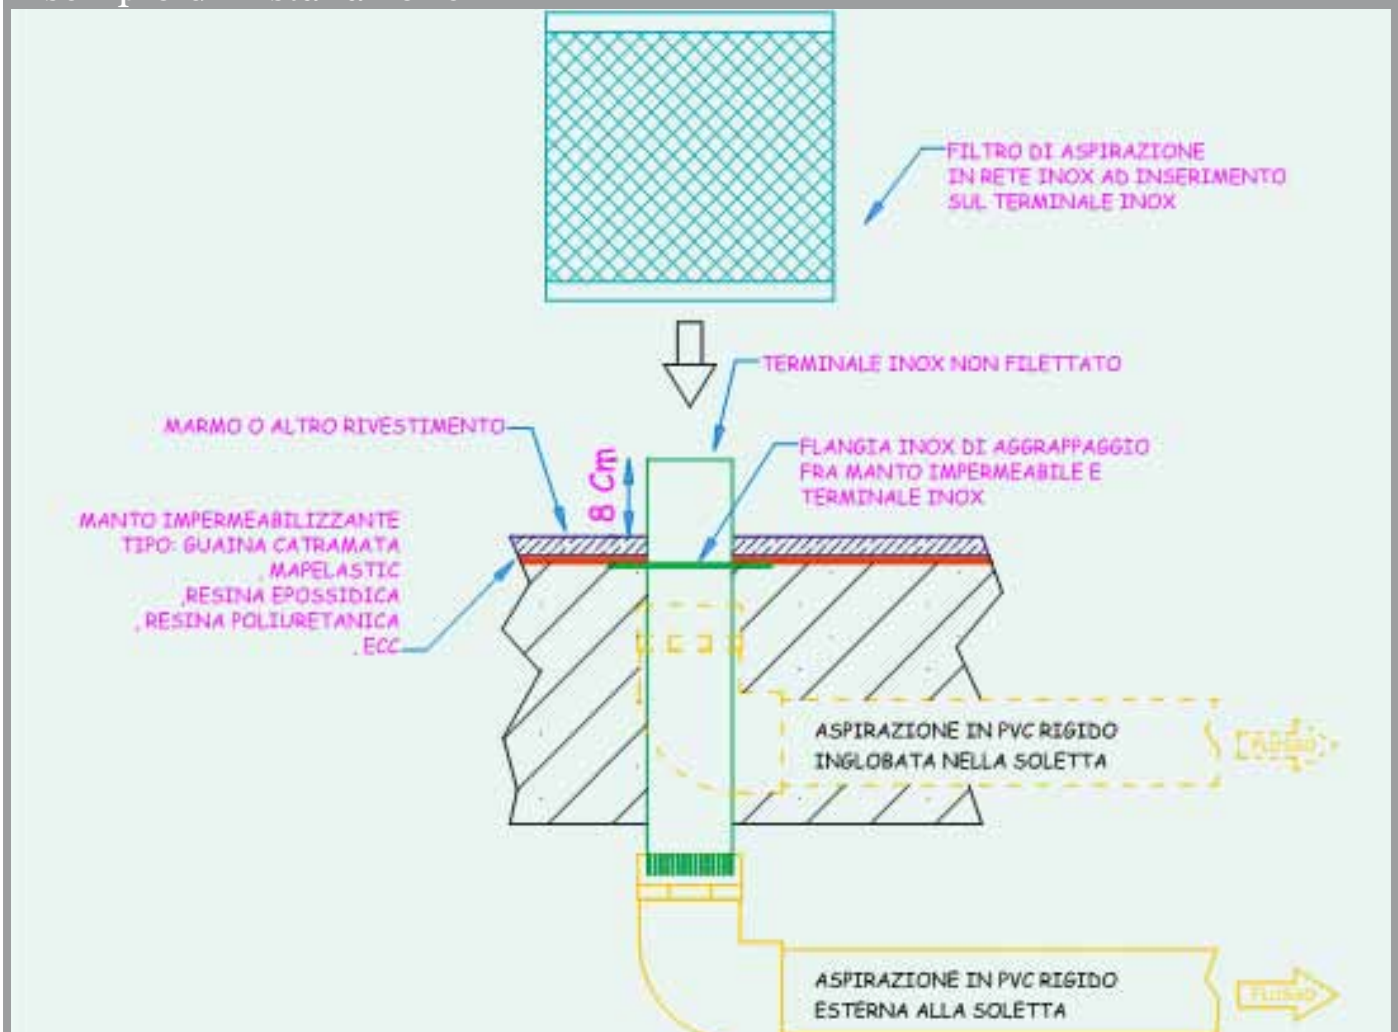 FILTRO DI ASPIRAZIONE
IN RETE INOX AD INSERIMENTO
SUL TERMINALE INOX
TERMINALE INOX NON FILETTATO
MARMO O ALTRO RIVESTIMENTO
FLANGIA INOX DI AGGRAPPAGGIO
FRA MANTO IMPERMEABILE E
TERMINALE INOX
8 Cm
MANTO IMPERMEABILIZZANTE
TIPO: GUAINA CATRAMATA
, MAPELASTIC
,RESINA EPOSSIDICA
, RESINA POLIURETANICA
, ECC
ASPIRAZIONE IN PVC RIGIDO
INGLOBATA NELLA SOLETTA
FLUSSO
ASPIRAZIONE IN PVC RIGIDO
ESTERNA ALLA SOLETTA
FLUSSO